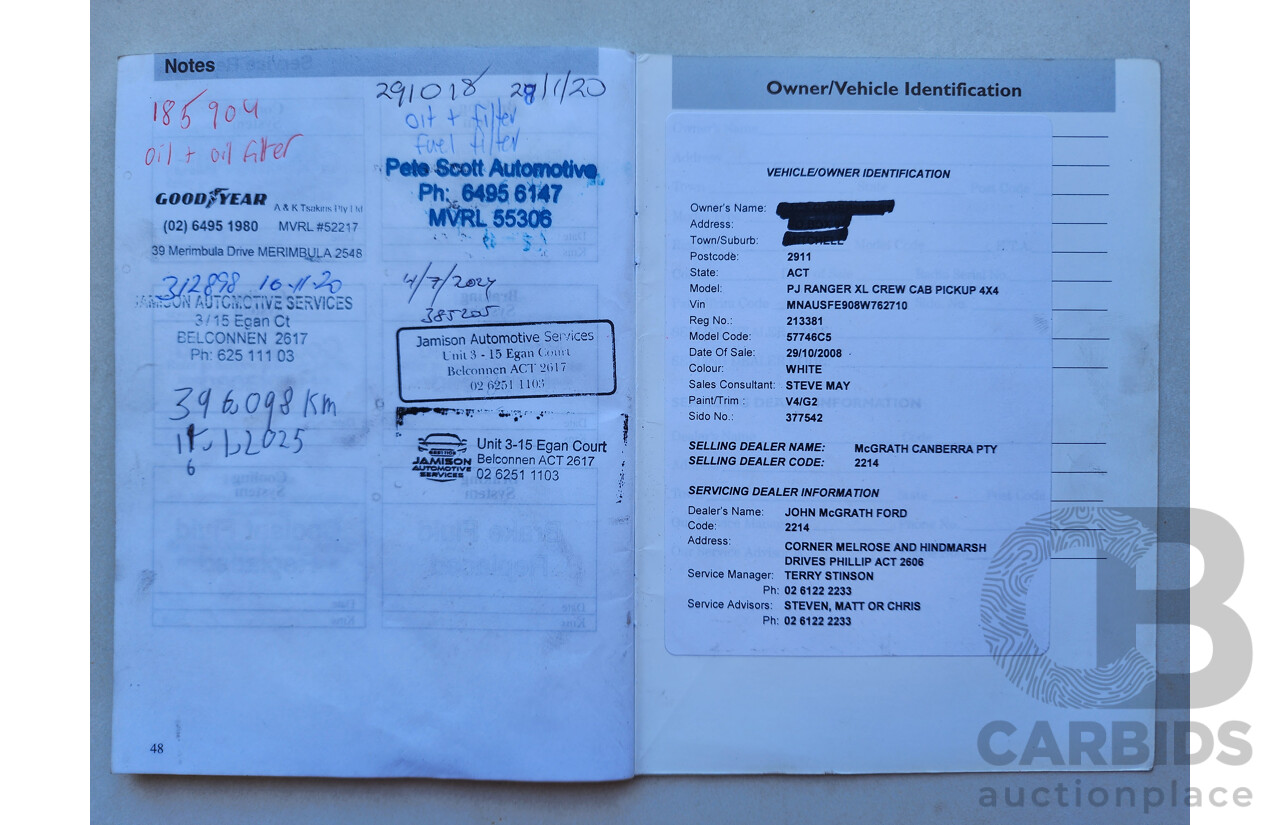 Notes
185904
oil + oil filter
GOODYEAR
A & K Tsakins Pty Ltd
(02) 6495 1980 MVRL #52217
39 Merimbula Drive MERIMBULA 2548
291018 29/1/20
oil + filter
fuel filter
Pete Scott Automotive
Ph: 6495 6147
MVRL 55306
312898 10-11-20
JAMISON AUTOMOTIVE SERVICES
3/15 Egan Ct
BELCONNEN 2617
Ph: 625 111 03
4/7/2024
385205
Jamison Automotive Services
Unit 3 - 15 Egan Court
Belconnen ACT 2617
02 6251 1103
396098 Km
1.2025
6
JAMISON
AUTOMOTIVE
SERVICES
Unit 3-15 Egan Court
Belconnen ACT 2617
02 6251 1103
48
Owner/Vehicle Identification
VEHICLE/OWNER IDENTIFICATION
Owner's Name:
Address:
Town/Suburb:
Postcode: 2911
State: ACT
Model: PJ RANGER XL CREW CAB PICKUP 4X4
Vin MNAUSFE908W762710
Reg No.: 213381
Model Code: 57746C5
Date Of Sale: 29/10/2008
Colour: WHITE
Sales Consultant: STEVE MAY
Paint/Trim : V4/G2
Sido No.: 377542
SELLING DEALER NAME: McGRATH CANBERRA PTY
SELLING DEALER CODE: 2214
SERVICING DEALER INFORMATION
Dealer's Name: JOHN McGRATH FORD
Code: 2214
Address: CORNER MELROSE AND HINDMARSH
DRIVES PHILLIP ACT 2606
Service Manager: TERRY STINSON
Ph: 02 6122 2233
Service Advisors: STEVEN, MATT OR CHRIS
Ph: 02 6122 2233
CB
CARBIDS
auctionplace